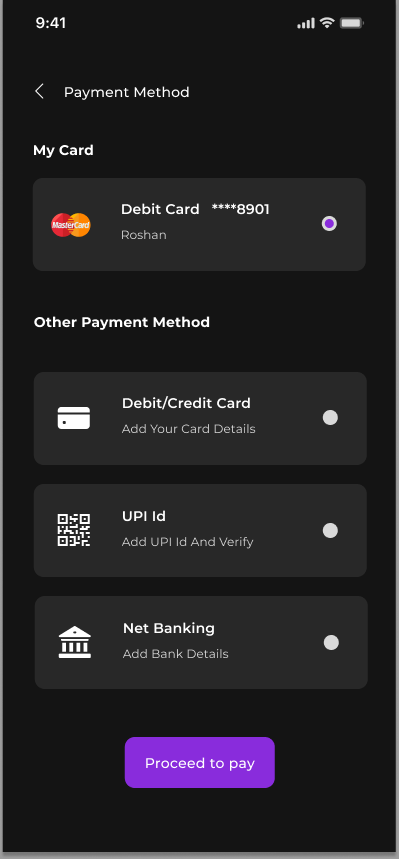 9:41
Payment Method
My Card
MasterCard
Debit Card ****8901
Roshan
Other Payment Method
Debit/Credit Card
Add Your Card Details
UPI Id
Add UPI Id And Verify
Net Banking
Add Bank Details
Proceed to pay